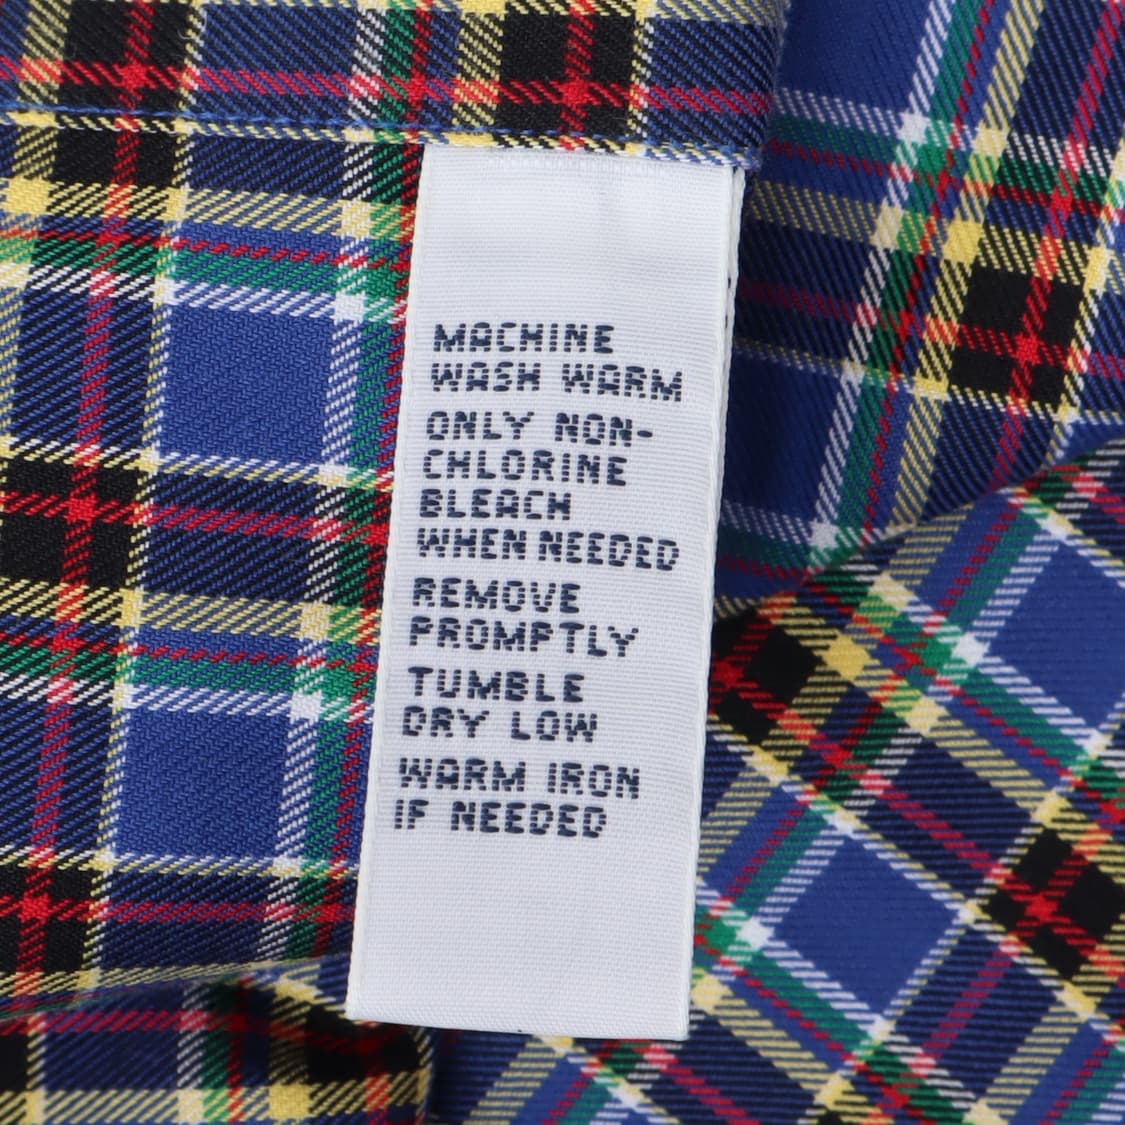 MACHINE
WASH WARM
ONLY NON-
CHLORINE
BLEACH
WHEN NEEDED
REMOVE
PROMPTLY
TUMBLE
DRY LOW
WARM IRON
IF NEEDED